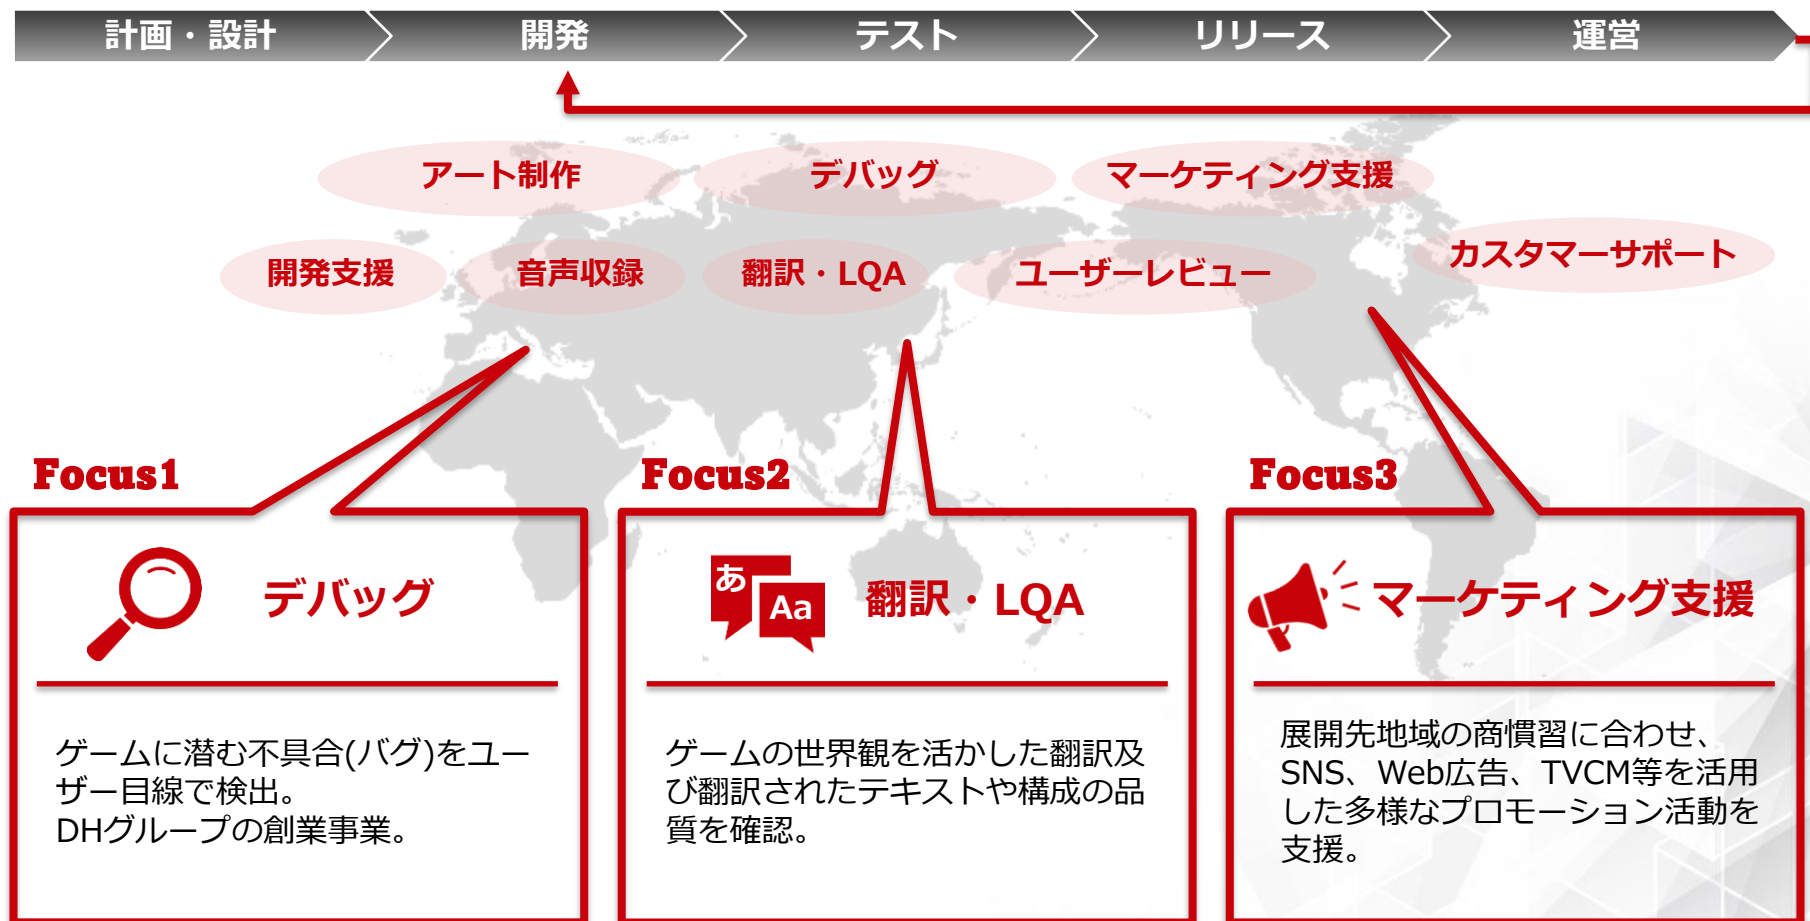 計画・設計
開発
テスト
リリース
運営
アート制作
デバッグ
マーケティング支援
開発支援
音声収録
翻訳・LQA
ユーザーレビュー
カスタマーサポート
Focus1
デバッグ
ゲームに潜む不具合(バグ)をユー
ザー目線で検出。
DHグループの創業事業。
Focus2
あ
Aa
翻訳・LQA
ゲームの世界観を活かした翻訳及
び翻訳されたテキストや構成の品
質を確認。
Focus3
マーケティング支援
展開先地域の商慣習に合わせ、
SNS、Web広告、TVCM等を活用
した多様なプロモーション活動を
支援。